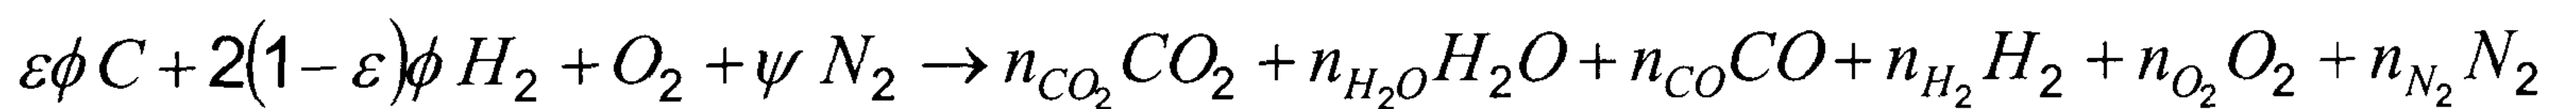 εϕ C + 2(1 − ε)ϕ H₂ + O₂ + ψ N₂ → n_{CO₂}CO₂ + n_{H₂O}H₂O + n_{CO}CO + n_{H₂}H₂ + n_{O₂}O₂ + n_{N₂}N₂